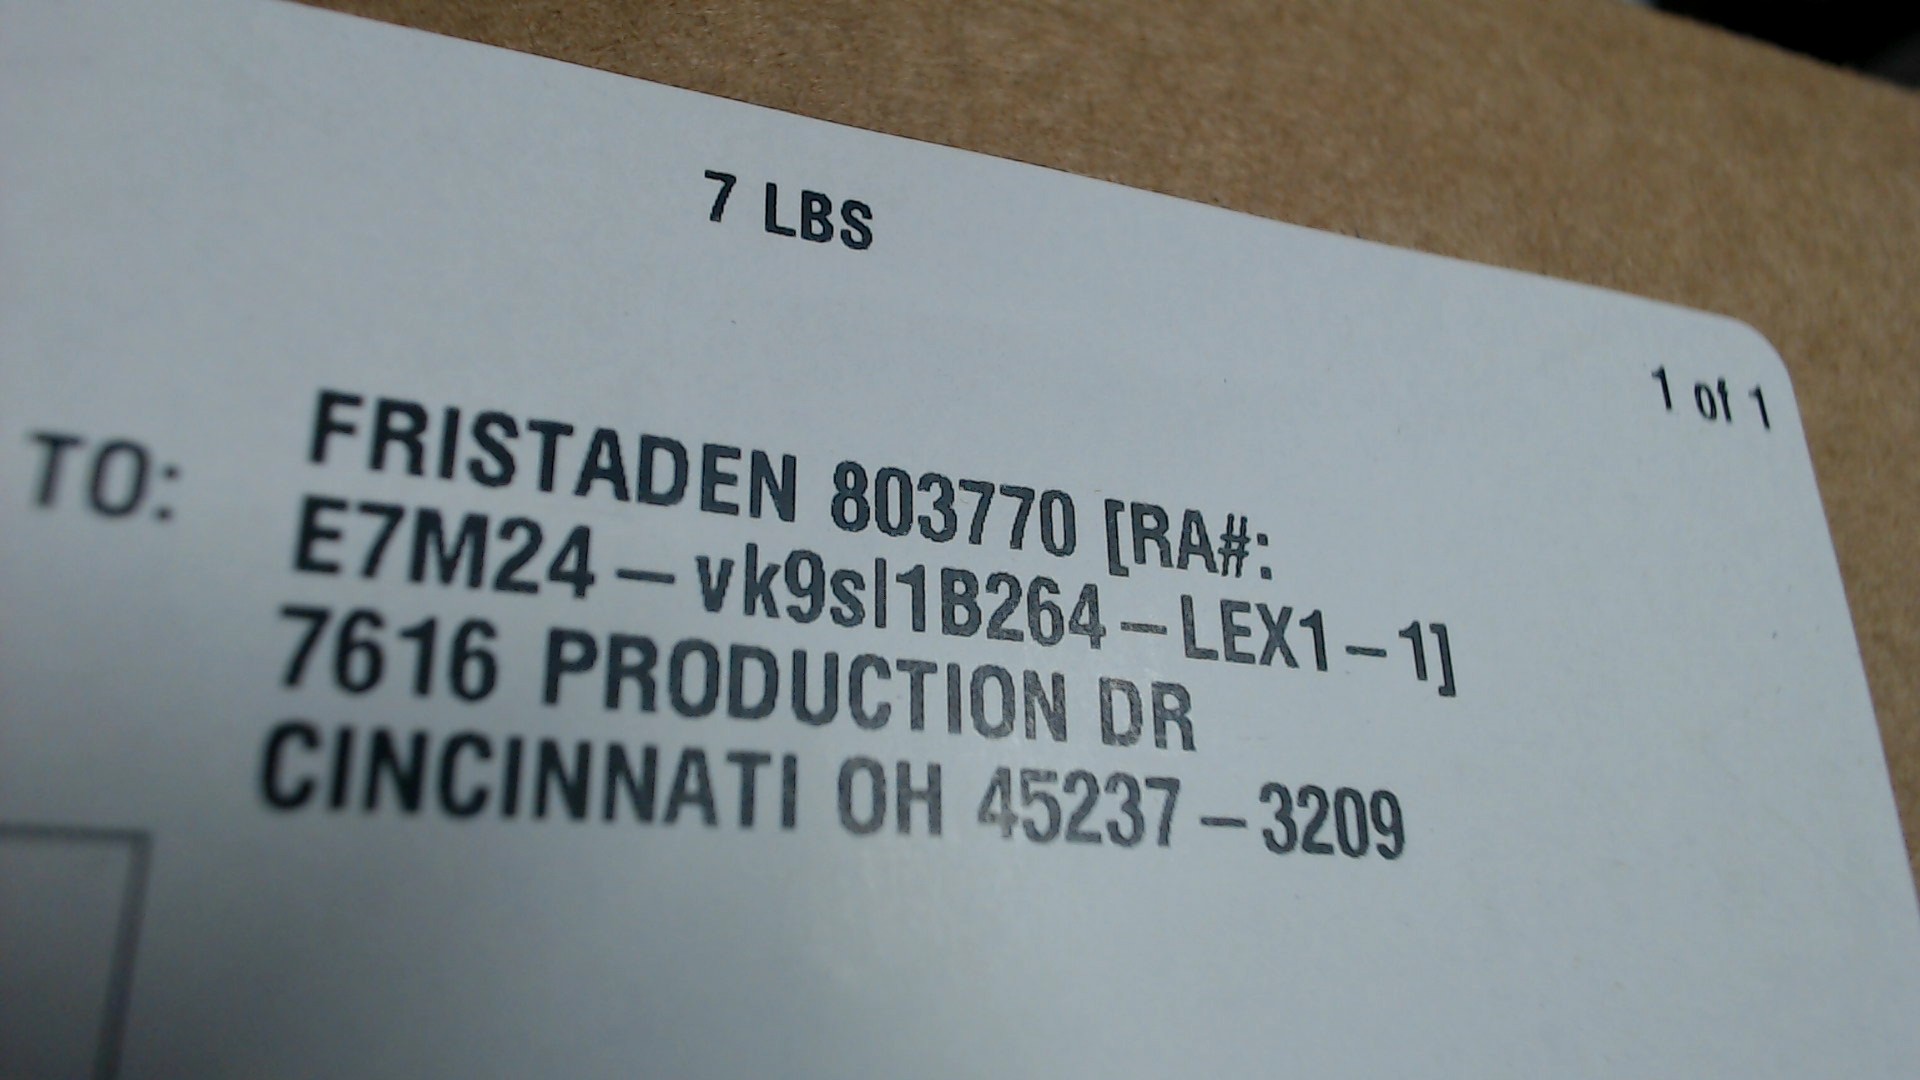 7 LBS
1 of 1
TO: FRISTADEN 803770 [RA#:
E7M24-vk9sl1B264-LEX1-1]
7616 PRODUCTION DR
CINCINNATI OH 45237-3209